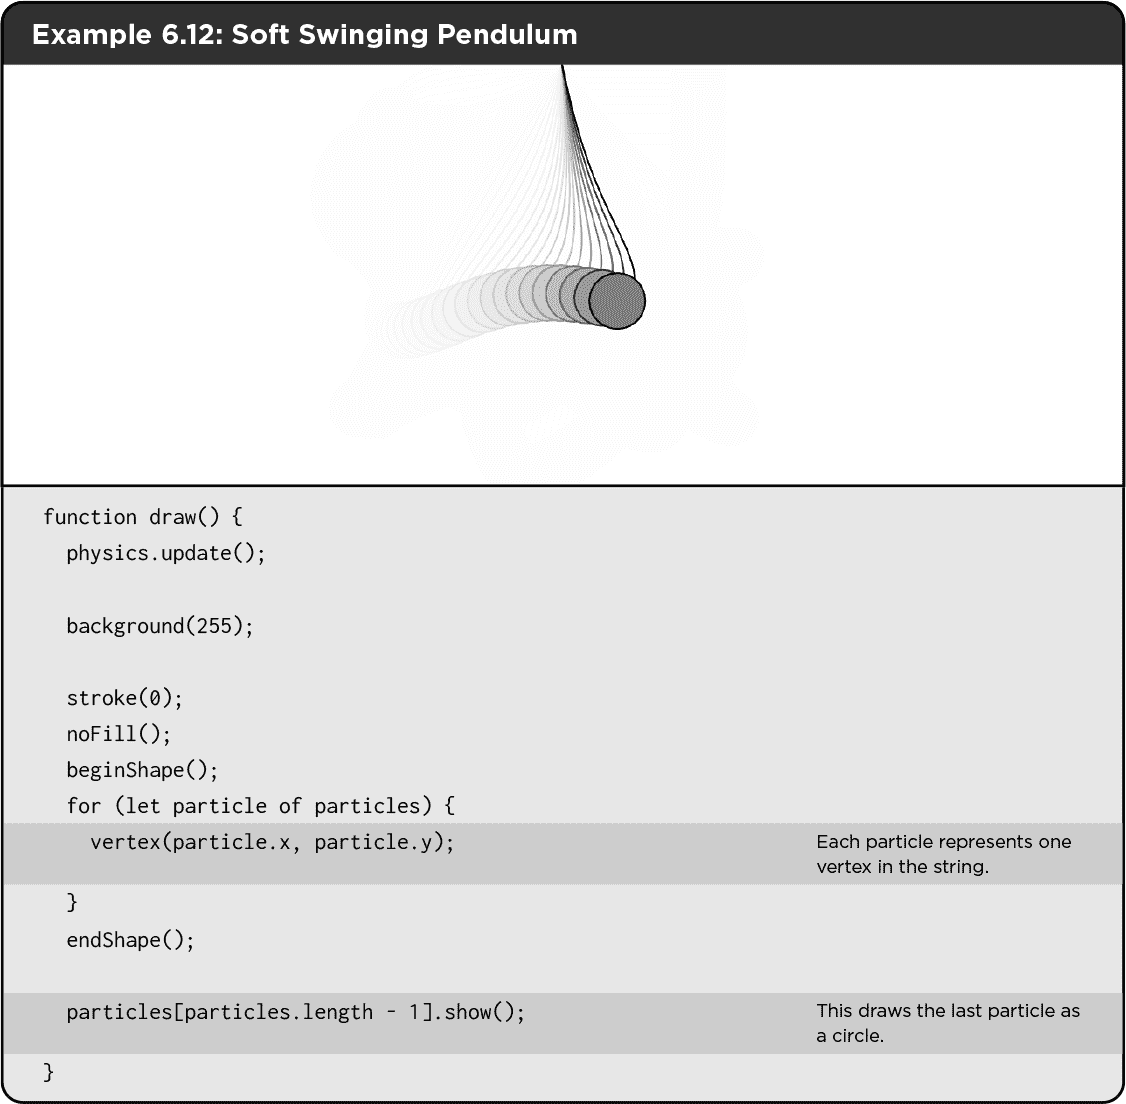 Example 6.12: Soft Swinging Pendulum
function draw() {
  physics.update();
  background(255);
  stroke(0);
  noFill();
  beginShape();
  for (let particle of particles) {
    vertex(particle.x, particle.y);
Each particle represents one
vertex in the string.
  }
  endShape();
  particles[particles.length - 1].show();
This draws the last particle as
a circle.
}